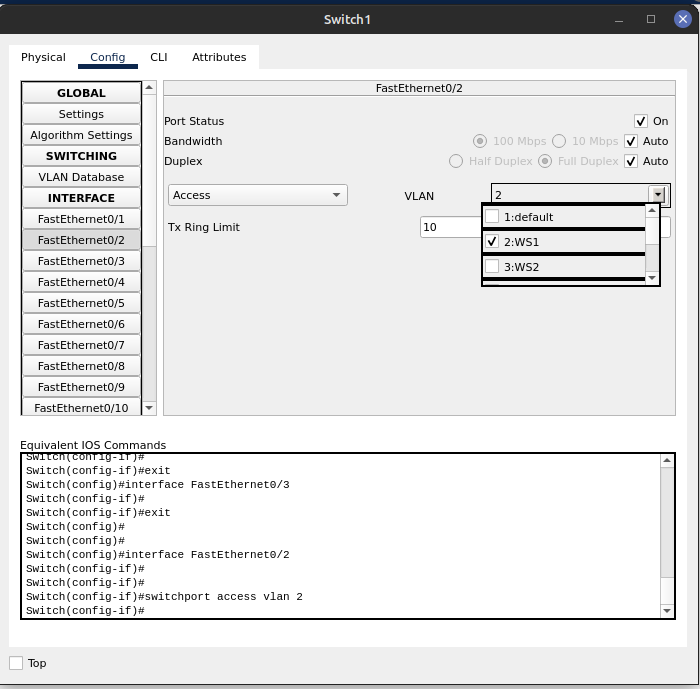 Switch1
Physical Config CLI Attributes
GLOBAL
Settings
Algorithm Settings
SWITCHING
VLAN Database
INTERFACE
FastEthernet0/1
FastEthernet0/2
FastEthernet0/3
FastEthernet0/4
FastEthernet0/5
FastEthernet0/6
FastEthernet0/7
FastEthernet0/8
FastEthernet0/9
FastEthernet0/10
FastEthernet0/2
Port Status On
Bandwidth 100 Mbps 10 Mbps Auto
Duplex Half Duplex Full Duplex Auto
Access VLAN 2
1:default
2:WS1
3:WS2
Tx Ring Limit 10
Equivalent IOS Commands
Switch(config-if)#
Switch(config-if)#exit
Switch(config)#interface FastEthernet0/3
Switch(config-if)#
Switch(config-if)#exit
Switch(config)#
Switch(config)#
Switch(config)#interface FastEthernet0/2
Switch(config-if)#
Switch(config-if)#
Switch(config-if)#switchport access vlan 2
Switch(config-if)#
Top